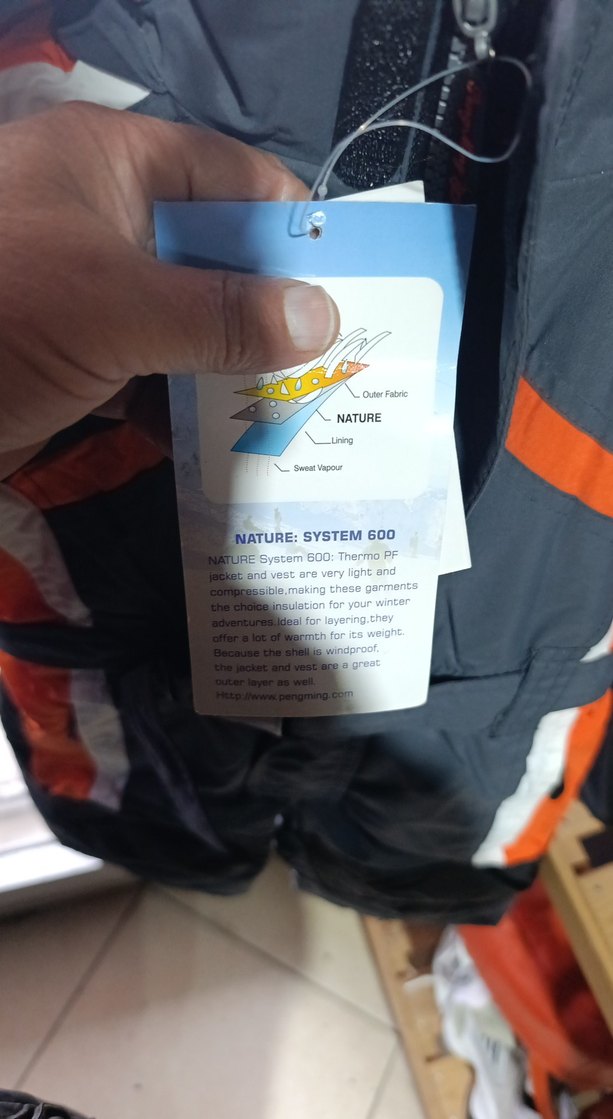 Outer Fabric
NATURE
Lining
Sweat Vapour
NATURE: SYSTEM 600
NATURE System 600: Thermo PF
jacket and vest are very light and
compressible,making these garments
the choice insulation for your winter
adventures.Ideal for layering,they
offer a lot of warmth for its weight.
Because the shell is windproof,
the jacket and vest are a great
outer layer as well.
Http://www.pengming.com